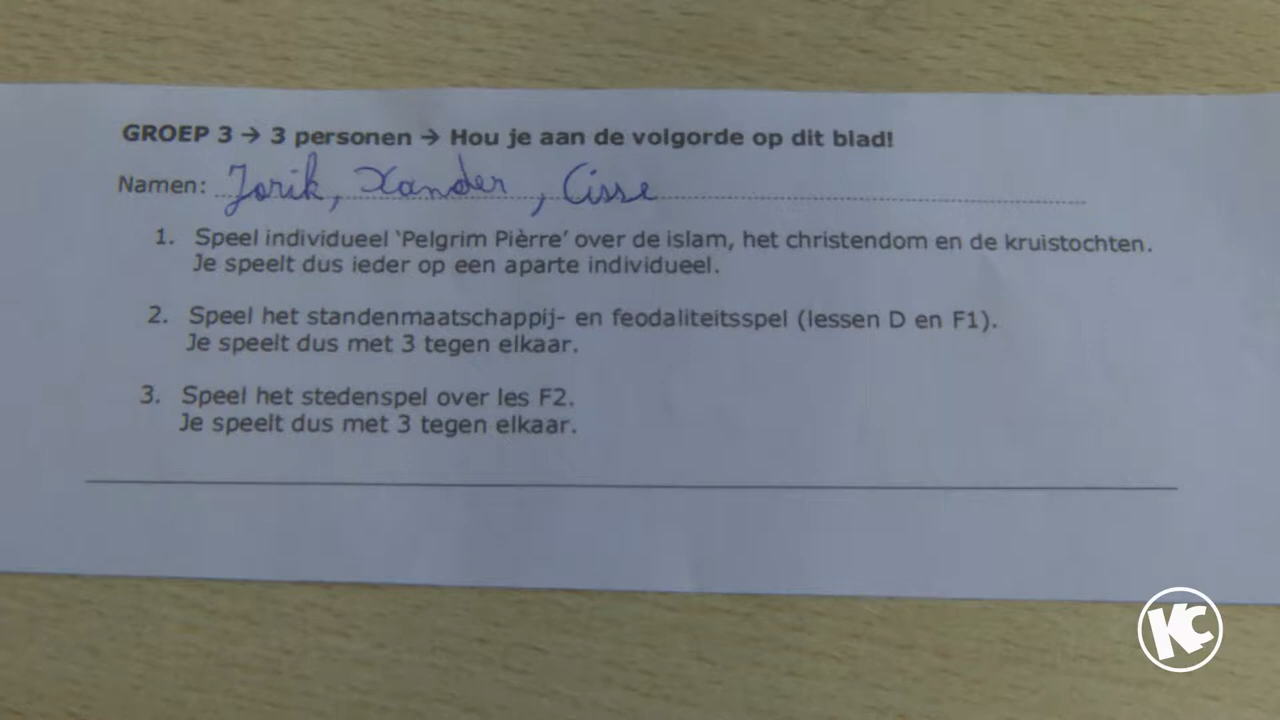 GROEP 3 → 3 personen → Hou je aan de volgorde op dit blad!
Namen: Jorik, Xander, Cisse
1. Speel individueel ‘Pelgrim Pièrre’ over de islam, het christendom en de kruistochten.
Je speelt dus ieder op een aparte individueel.
2. Speel het standenmaatschappij- en feodaliteitsspel (lessen D en F1).
Je speelt dus met 3 tegen elkaar.
3. Speel het stedenspel over les F2.
Je speelt dus met 3 tegen elkaar.
KC